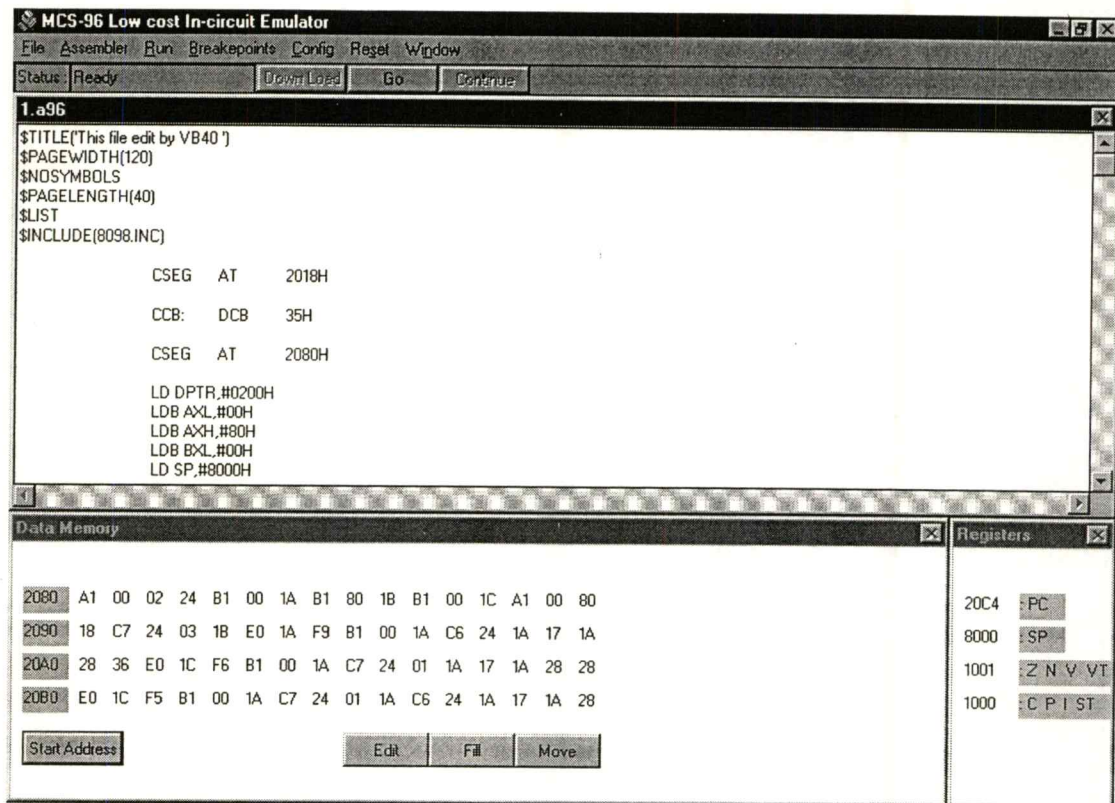 MCS-96 Low cost In-circuit Emulator
File Assembler Run Breakepoints Config Reset Window
Status : Ready Down Load Go Continue
1.a96
$TITLE('This file edit by VB40 ')
$PAGEWIDTH(120)
$NOSYMBOLS
$PAGELENGTH(40)
$LIST
$INCLUDE(8098.INC)
CSEG AT 2018H
CCB: DCB 35H
CSEG AT 2080H
LD DPTR,#0200H
LDB AXL,#00H
LDB AXH,#80H
LDB BXL,#00H
LD SP,#8000H
Data Memory
2080 A1 00 02 24 B1 00 1A B1 80 1B B1 00 1C A1 00 80
2090 18 C7 24 03 1B E0 1A F9 B1 00 1A C6 24 1A 17 1A
20A0 28 36 E0 1C F6 B1 00 1A C7 24 01 1A 17 1A 28 28
20B0 E0 1C F5 B1 00 1A C7 24 01 1A C6 24 1A 17 1A 28
Start Address Edit Fill Move
Registers
20C4 :PC
8000 :SP
1001 :Z N V VT
1000 :C P I ST